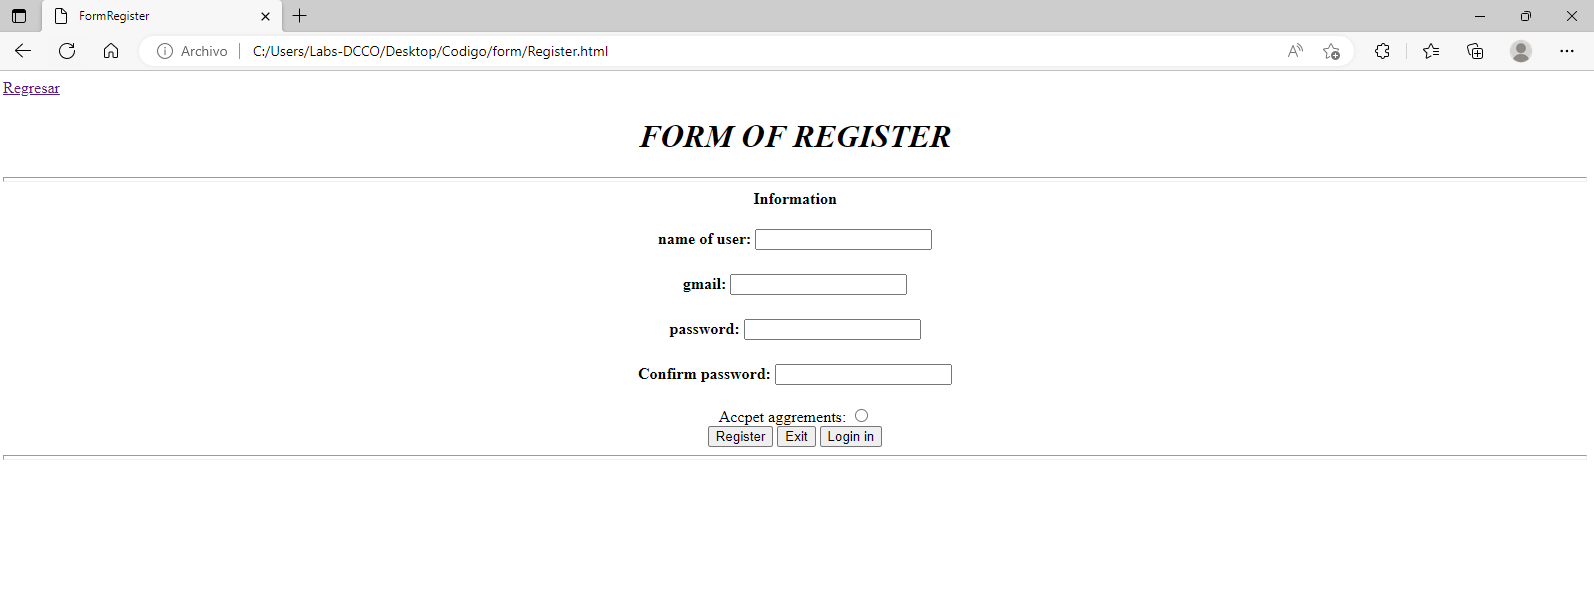 FormRegister
Archivo C:/Users/Labs-DCCO/Desktop/Codigo/form/Register.html
Regresar
FORM OF REGISTER
Information
name of user:
gmail:
password:
Confirm password:
Accpet aggrements:
Register Exit Login in